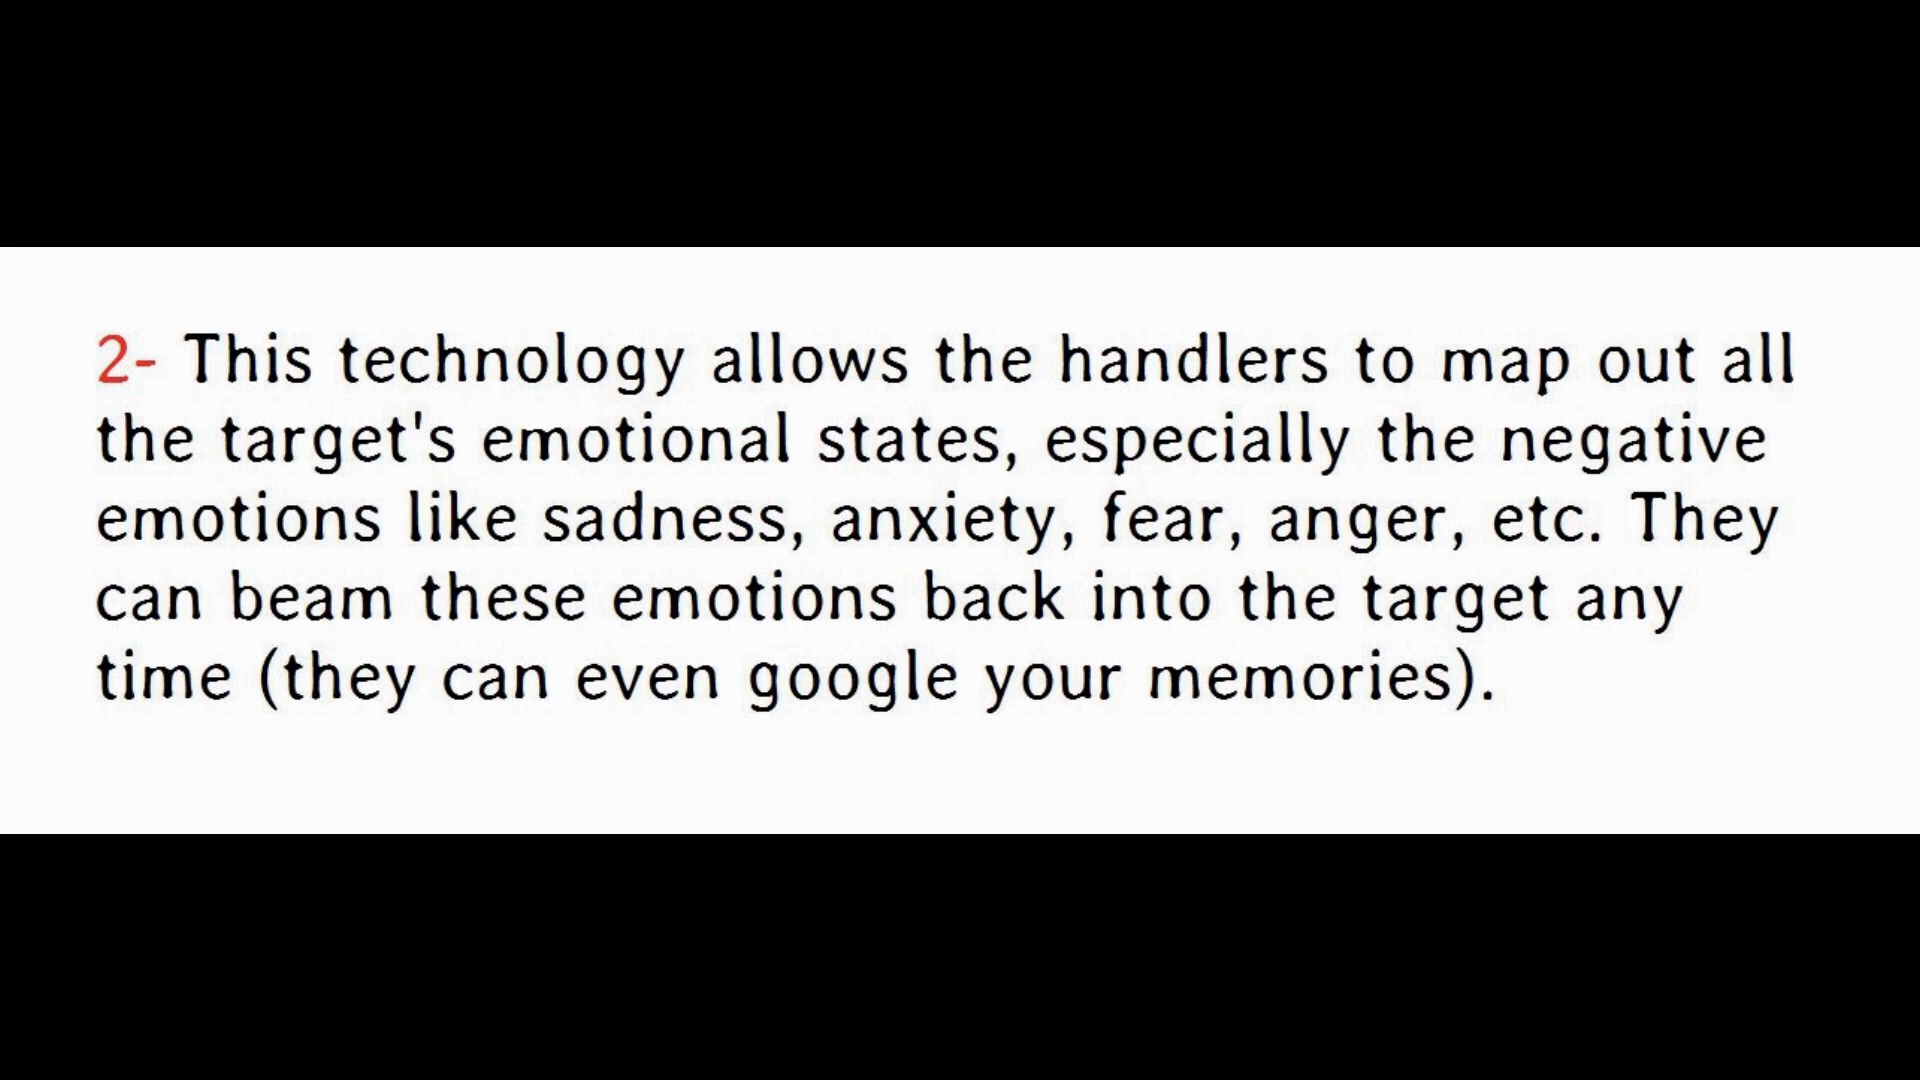 2- This technology allows the handlers to map out all
the target's emotional states, especially the negative
emotions like sadness, anxiety, fear, anger, etc. They
can beam these emotions back into the target any
time (they can even google your memories).